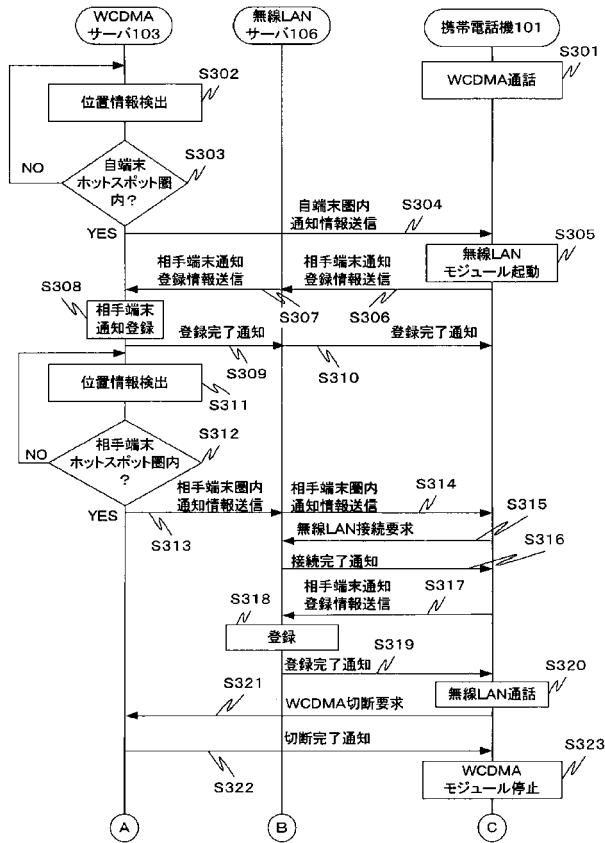 WCDMA
サーバ103
無線LAN
サーバ106
携帯電話機101
S301
WCDMA通話
S302
位置情報検出
S303
自端末
ホットスポット圏
内?
NO
YES
S304
自端末圏内
通知情報送信
S305
無線LAN
モジュール起動
相手端末通知
登録情報送信
相手端末通知
登録情報送信
S308
S307
S306
相手端末
通知登録
登録完了通知
登録完了通知
S309
S310
位置情報検出
S311
S312
相手端末
ホットスポット圏内
?
NO
YES
相手端末圏内
通知情報送信
相手端末圏内
通知情報送信
S314
S313
S315
無線LAN接続要求
S316
接続完了通知
S317
相手端末通知
登録情報送信
S318
登録
S319
登録完了通知
S320
無線LAN通話
S321
WCDMA切断要求
切断完了通知
S322
S323
WCDMA
モジュール停止
A
B
C